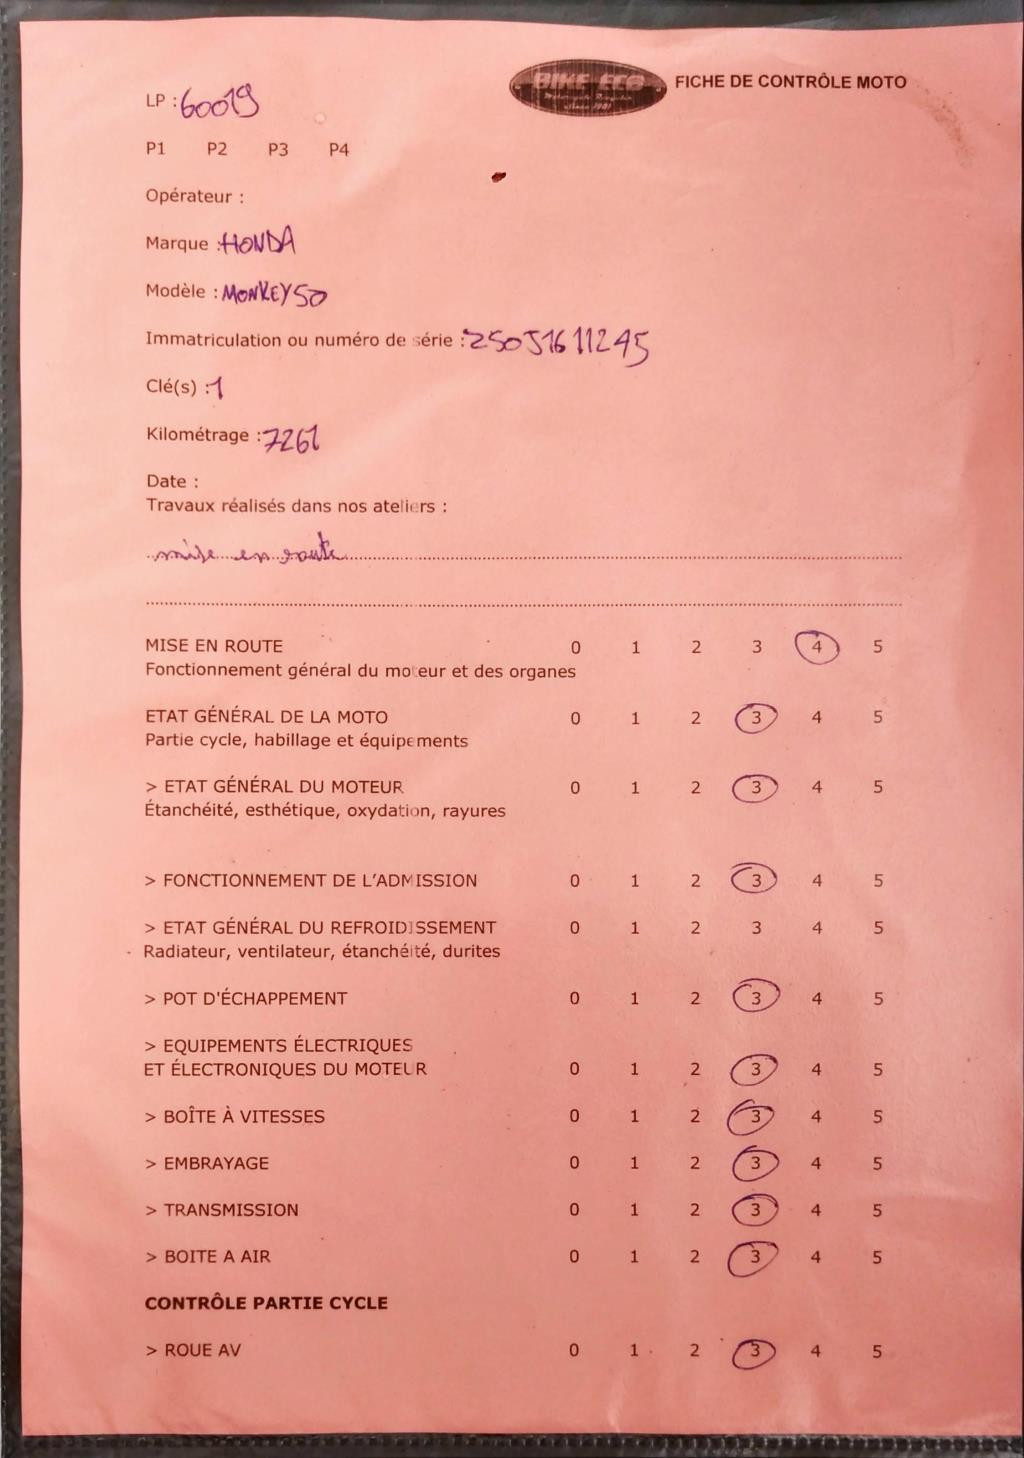 BIKE ECO
Since 1981
FICHE DE CONTRÔLE MOTO
LP : 60019
P1 P2 P3 P4
Opérateur :
Marque : HONDA
Modèle : MONKEY 50
Immatriculation ou numéro de série : Z50J1611245
Clé(s) : 1
Kilométrage : 7261
Date :
Travaux réalisés dans nos ateliers :
mise en route
MISE EN ROUTE 0 1 2 3 4 5
Fonctionnement général du moteur et des organes
ETAT GÉNÉRAL DE LA MOTO 0 1 2 3 4 5
Partie cycle, habillage et équipements
> ETAT GÉNÉRAL DU MOTEUR 0 1 2 3 4 5
Étanchéité, esthétique, oxydation, rayures
> FONCTIONNEMENT DE L'ADMISSION 0 1 2 3 4 5
> ETAT GÉNÉRAL DU REFROIDISSEMENT 0 1 2 3 4 5
Radiateur, ventilateur, étanchéité, durites
> POT D'ÉCHAPPEMENT 0 1 2 3 4 5
> EQUIPEMENTS ÉLECTRIQUES
ET ÉLECTRONIQUES DU MOTEUR 0 1 2 3 4 5
> BOÎTE À VITESSES 0 1 2 3 4 5
> EMBRAYAGE 0 1 2 3 4 5
> TRANSMISSION 0 1 2 3 4 5
> BOITE A AIR 0 1 2 3 4 5
CONTRÔLE PARTIE CYCLE
> ROUE AV 0 1 2 3 4 5